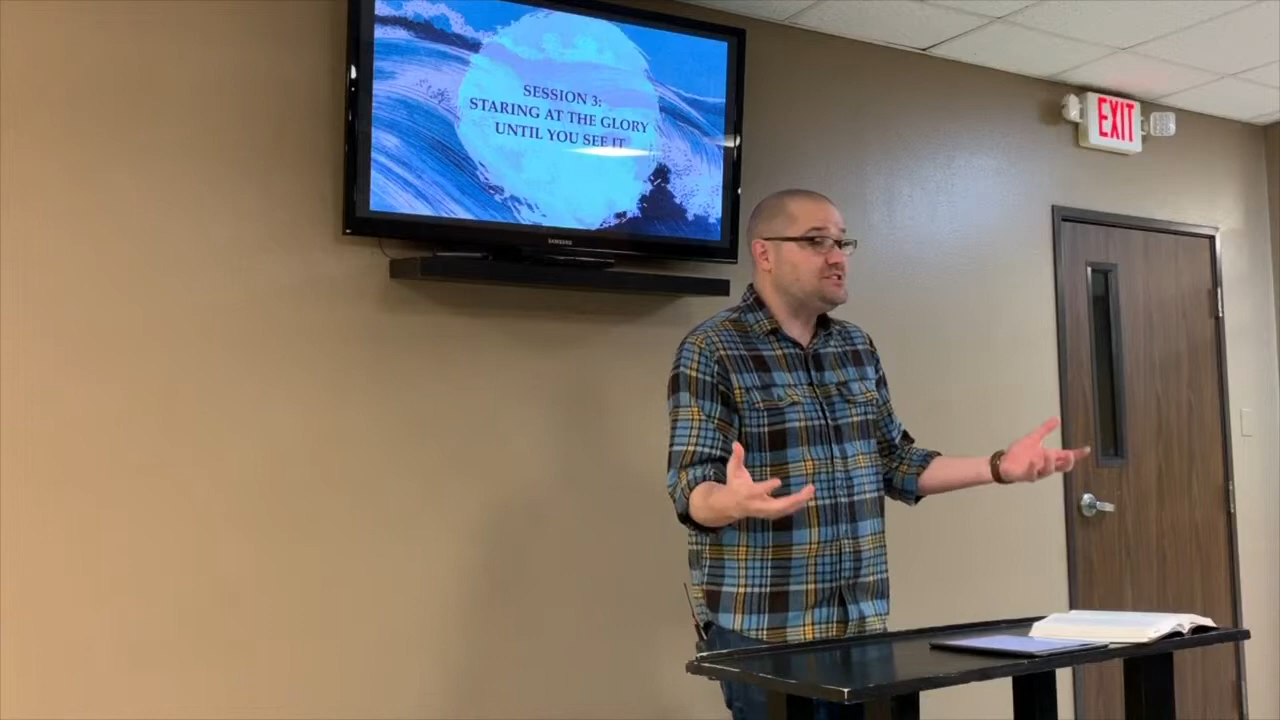 SESSION 3:
STARING AT THE GLORY
UNTIL YOU SEE IT
SAMSUNG
EXIT